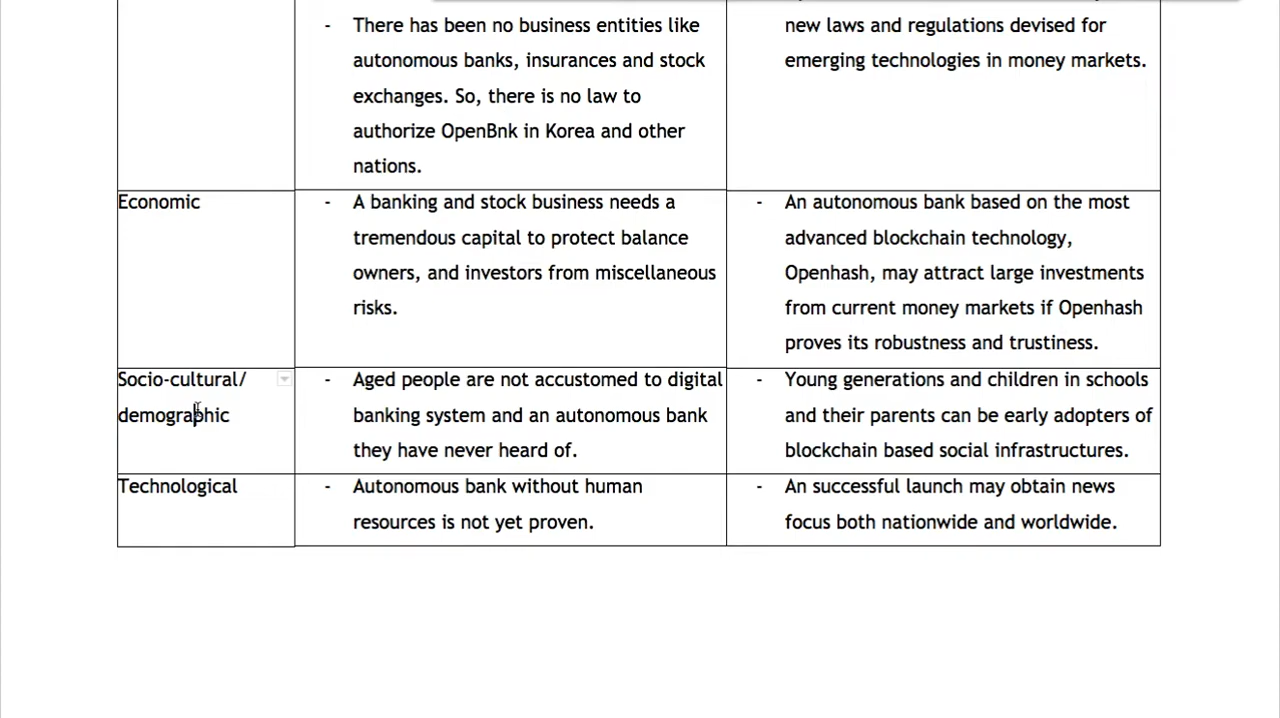 - There has been no business entities like
autonomous banks, insurances and stock
exchanges. So, there is no law to
authorize OpenBnk in Korea and other
nations.
new laws and regulations devised for
emerging technologies in money markets.
Economic
- A banking and stock business needs a
tremendous capital to protect balance
owners, and investors from miscellaneous
risks.
- An autonomous bank based on the most
advanced blockchain technology,
Openhash, may attract large investments
from current money markets if Openhash
proves its robustness and trustiness.
Socio-cultural/
demographic
- Aged people are not accustomed to digital
banking system and an autonomous bank
they have never heard of.
- Young generations and children in schools
and their parents can be early adopters of
blockchain based social infrastructures.
Technological
- Autonomous bank without human
resources is not yet proven.
- An successful launch may obtain news
focus both nationwide and worldwide.